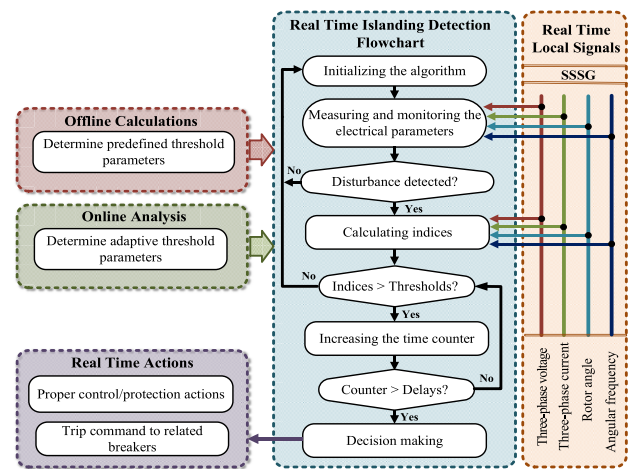 Real Time Islanding Detection
Flowchart
Initializing the algorithm
Measuring and monitoring the
electrical parameters
Disturbance detected?
No
Yes
Calculating indices
Indices > Thresholds?
No
Yes
Increasing the time counter
Counter > Delays?
No
Yes
Decision making
Offline Calculations
Determine predefined threshold
parameters
Online Analysis
Determine adaptive threshold
parameters
Real Time Actions
Proper control/protection actions
Trip command to related
breakers
Real Time
Local Signals
SSSG
Three-phase voltage
Three-phase current
Rotor angle
Angular frequency